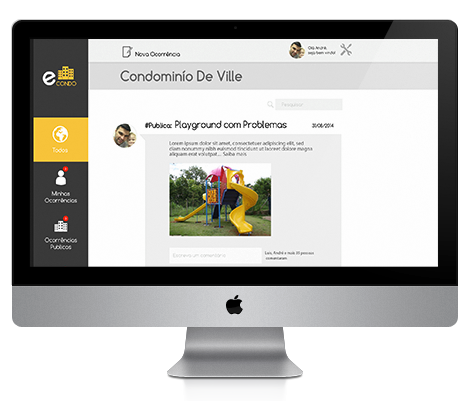 Nova Ocorrência
Olá André,
seja bem vindo!
e CONDO
Condomínio De Ville
Pesquisar
Todas
#Publica: Playground com Problemas 31/08/2014
Lorem ipsum dolor sit amet, consectetuer adipiscing elit, sed
diam nonummy nibh euismod tincidunt ut laoreet dolore magna
aliquam erat volutpat... Saiba mais
Minhas
Ocorrências
Ocorrências
Publicas
Escreva um comentário
Luis, André e mais 35 pessoas
comentaram